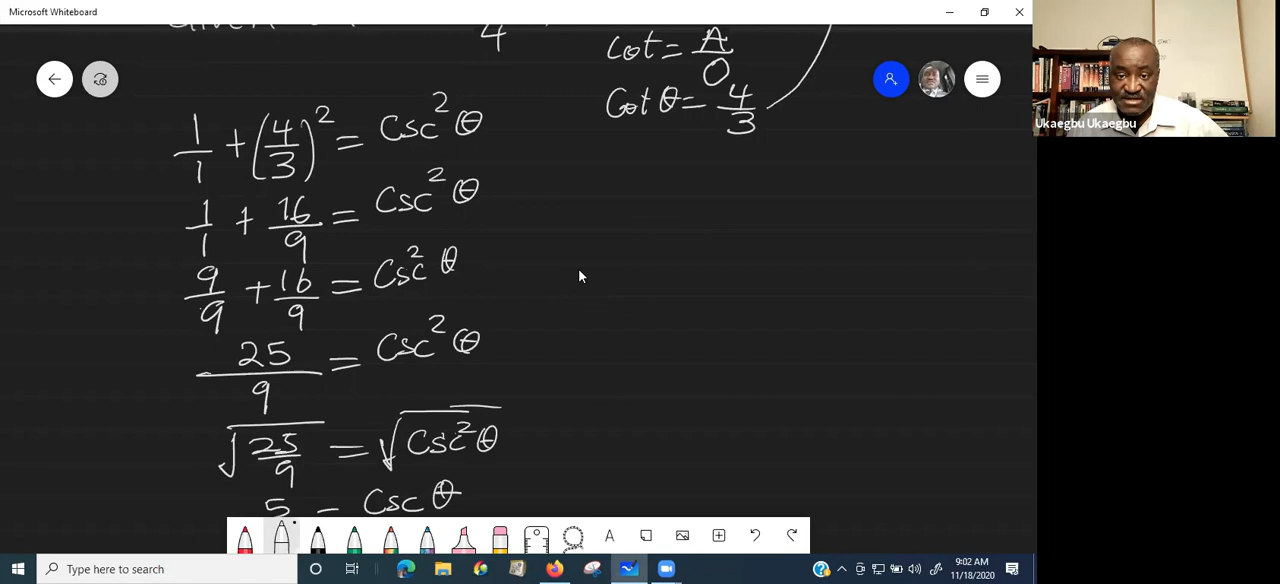 Microsoft Whiteboard
4
Cot = A/O
Cot θ = 4/3
1/1 + (4/3)² = Csc² θ
1/1 + 16/9 = Csc² θ
9/9 + 16/9 = Csc² θ
25/9 = Csc² θ
√25/9 = √Csc²θ
5 = Csc θ
Ukaegbu Ukaegbu
A
Type here to search
9:02 AM
11/18/2020